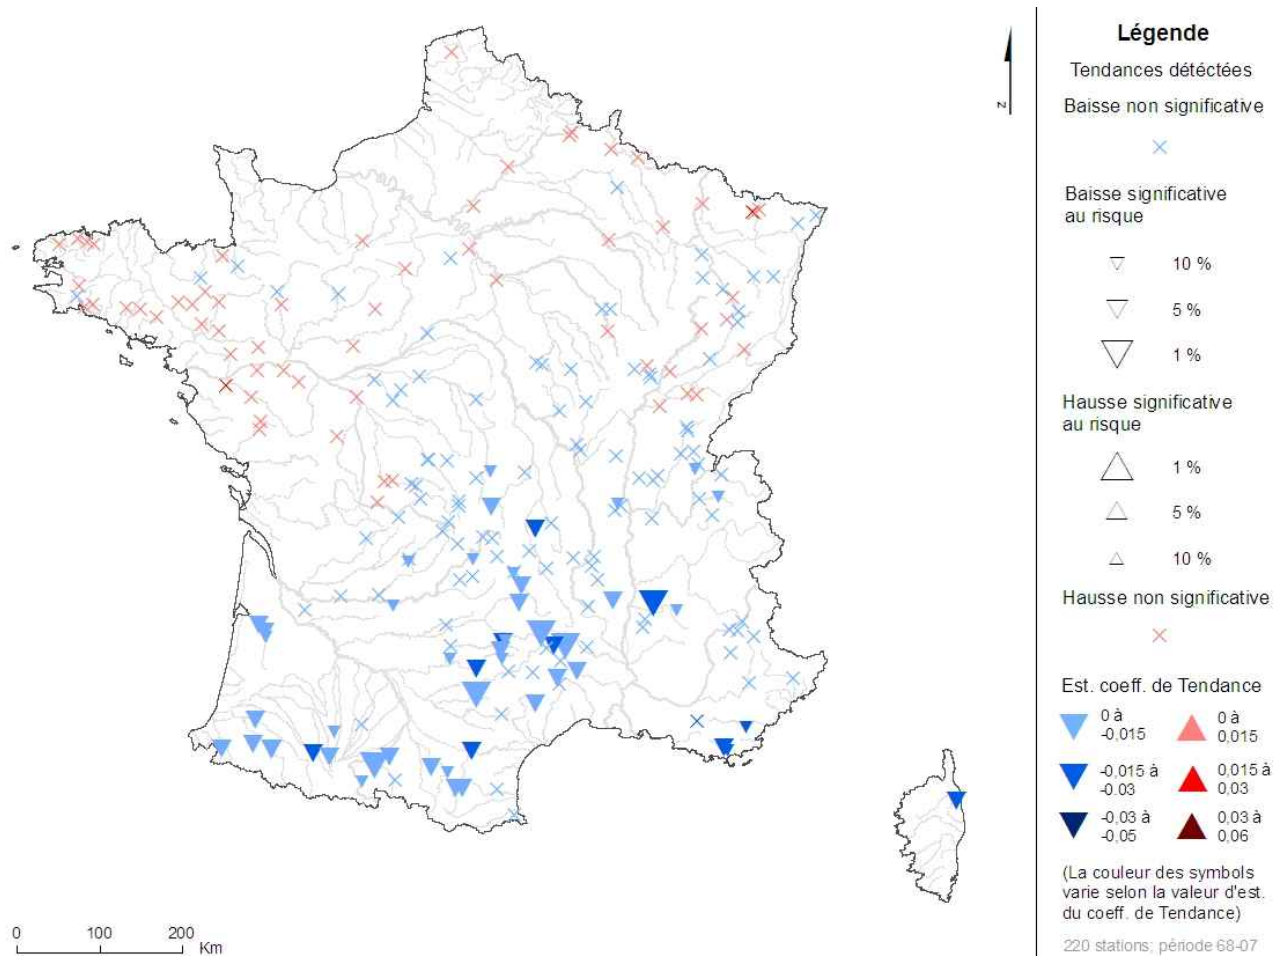 Légende
Tendances détéctées
Baisse non significative
Baisse significative
au risque
10 %
5 %
1 %
Hausse significative
au risque
1 %
5 %
10 %
Hausse non significative
Est. coeff. de Tendance
0 à
-0,015
0 à
0,015
-0,015 à
-0,03
0,015 à
0,03
-0,03 à
-0,05
0,03 à
0,06
(La couleur des symbols
varie selon la valeur d'est.
du coeff. de Tendance)
220 stations; période 68-07
N
0 100 200
Km